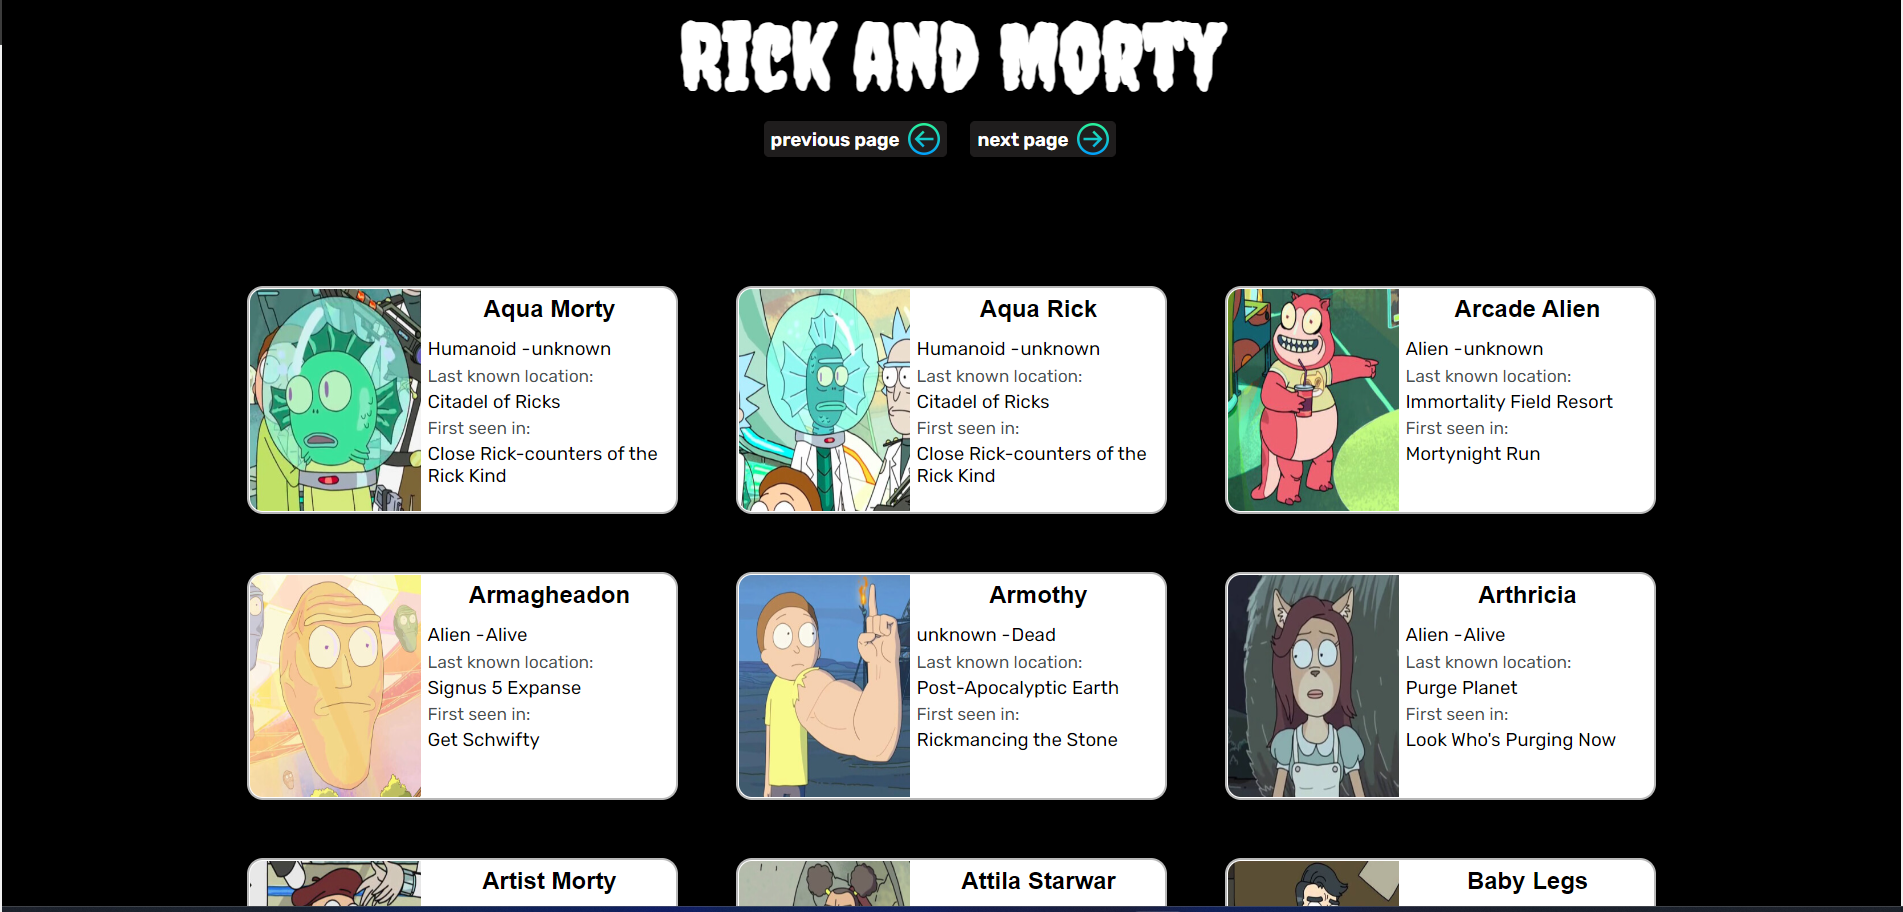 RICK AND MORTY
previous page
next page
Aqua Morty
Humanoid -unknown
Last known location:
Citadel of Ricks
First seen in:
Close Rick-counters of the
Rick Kind
Aqua Rick
Humanoid -unknown
Last known location:
Citadel of Ricks
First seen in:
Close Rick-counters of the
Rick Kind
Arcade Alien
Alien -unknown
Last known location:
Immortality Field Resort
First seen in:
Mortynight Run
Armagheadon
Alien -Alive
Last known location:
Signus 5 Expanse
First seen in:
Get Schwifty
Armothy
unknown -Dead
Last known location:
Post-Apocalyptic Earth
First seen in:
Rickmancing the Stone
Arthricia
Alien -Alive
Last known location:
Purge Planet
First seen in:
Look Who's Purging Now
Artist Morty
Attila Starwar
Baby Legs